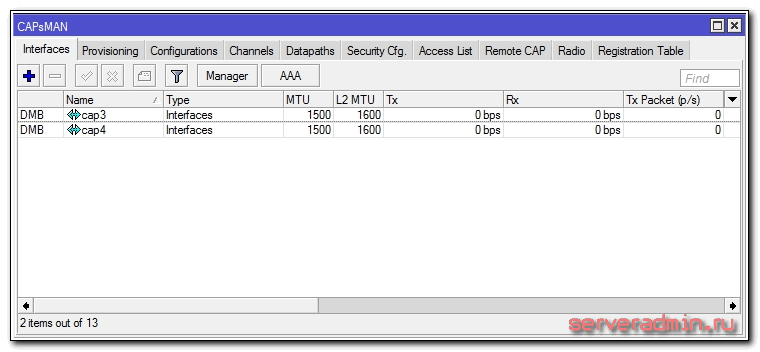 CAPsMAN
Interfaces Provisioning Configurations Channels Datapaths Security Cfg. Access List Remote CAP Radio Registration Table
Manager AAA Find
Name Type MTU L2 MTU Tx Rx Tx Packet (p/s)
DMB cap3 Interfaces 1500 1600 0 bps 0 bps 0
DMB cap4 Interfaces 1500 1600 0 bps 0 bps 0
2 items out of 13
serveradmin.ru